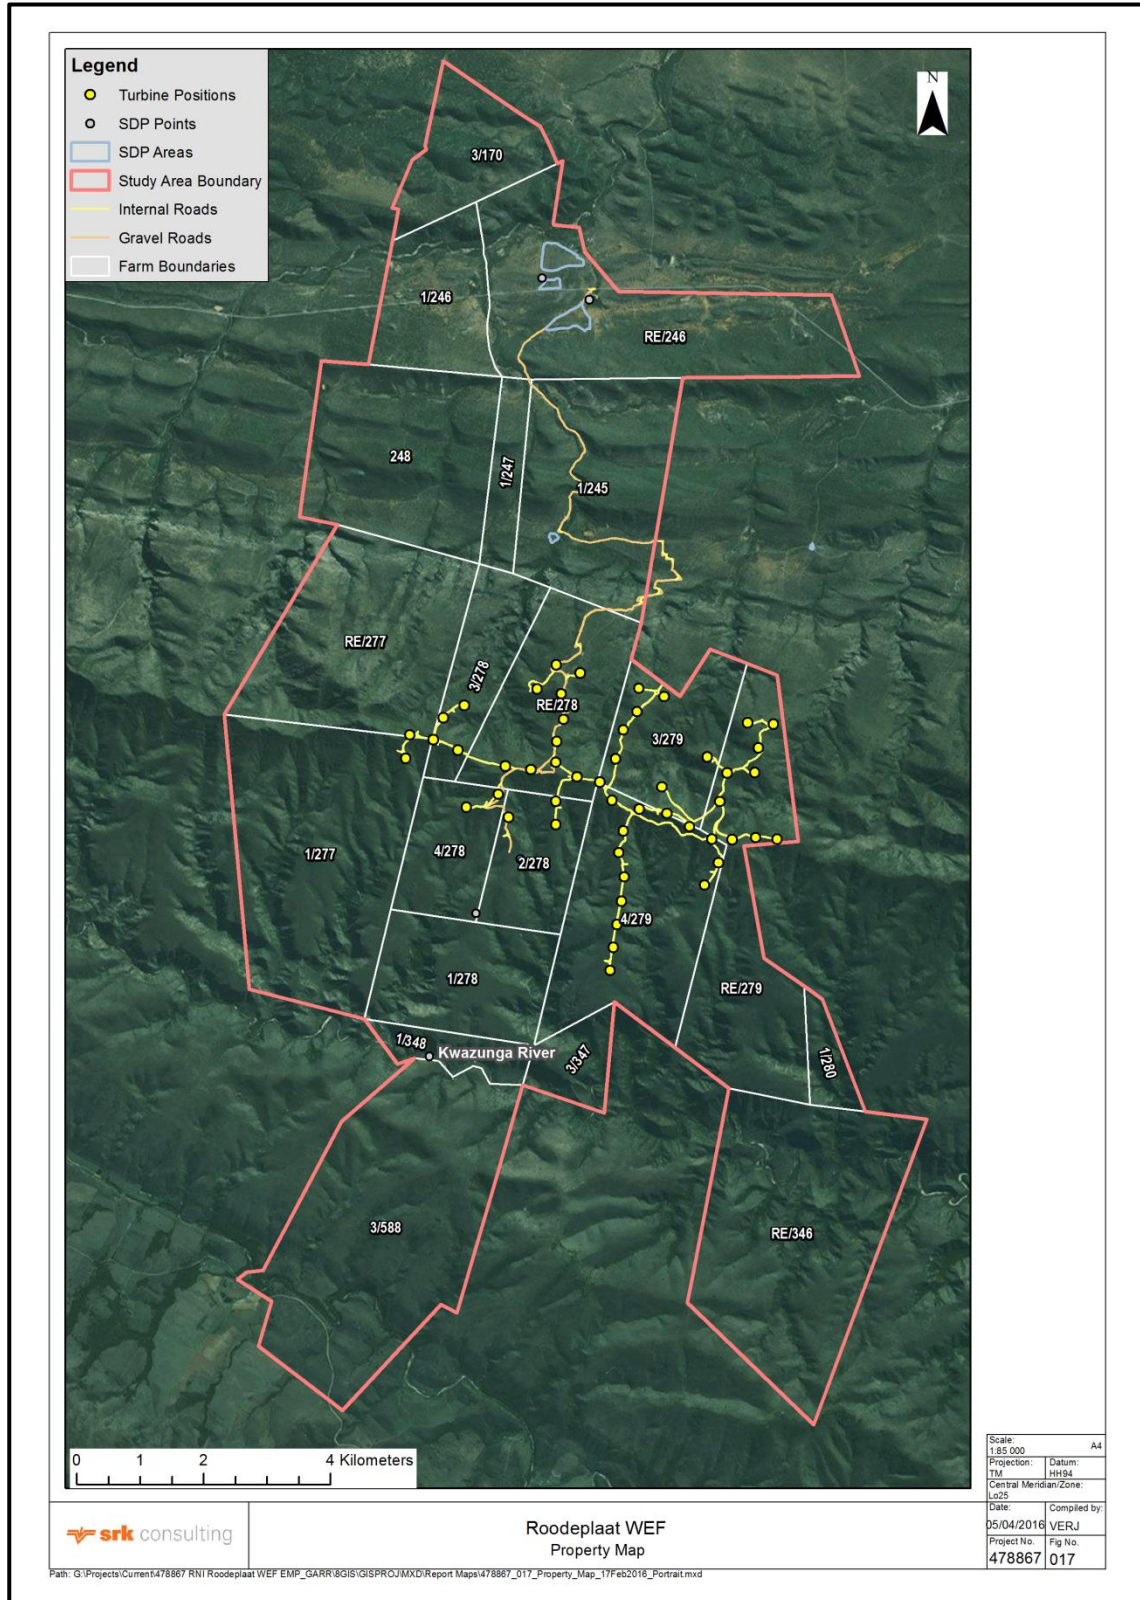 Legend
Turbine Positions
SDP Points
SDP Areas
Study Area Boundary
Internal Roads
Gravel Roads
Farm Boundaries
N
3/170
1/246
RE/246
248
1/247
1/245
RE/277
3/278
RE/278
3/279
1/277
4/278
2/278
4/279
1/278
RE/279
1/280
1/348
Kwazunga River
3/347
3/588
RE/346
0 1 2 4 Kilometers
Scale:
1:85 000 A4
Projection: Datum:
TM HH94
Central Meridian/Zone:
Lo25
Date: Compiled by:
05/04/2016 VERJ
Project No. Fig No.
478867 017
srk consulting
Roodeplaat WEF
Property Map
Path: G:\Projects\Current\478867 RNI Roodeplaat WEF EMP_GARR\8GIS\GISPROJ\MXD\Report Maps\478867_017_Property_Map_17Feb2016_Portrait.mxd